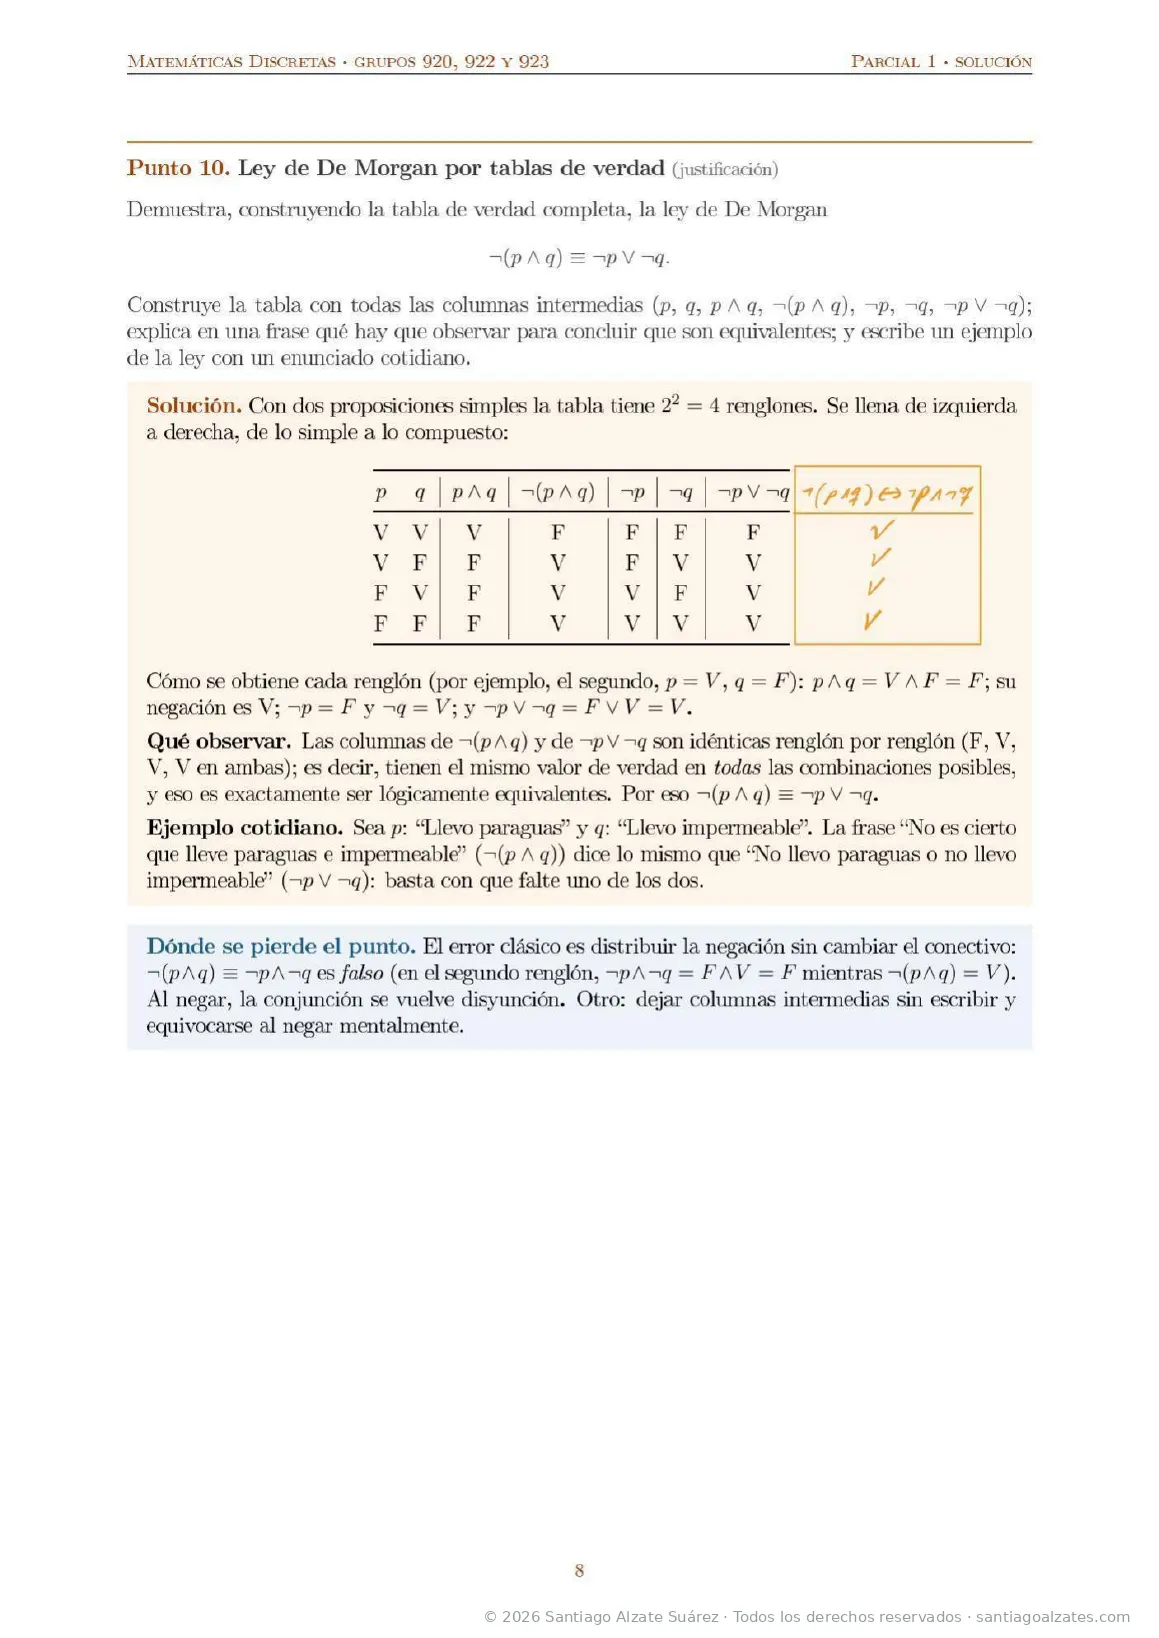 Matemáticas Discretas · grupos 920, 922 y 923 Parcial 1 · solución
Punto 10. Ley de De Morgan por tablas de verdad (justificación)
Demuestra, construyendo la tabla de verdad completa, la ley de De Morgan
¬(p ∧ q) ≡ ¬p ∨ ¬q.
Construye la tabla con todas las columnas intermedias (p, q, p ∧ q, ¬(p ∧ q), ¬p, ¬q, ¬p ∨ ¬q);
explica en una frase qué hay que observar para concluir que son equivalentes; y escribe un ejemplo
de la ley con un enunciado cotidiano.
Solución. Con dos proposiciones simples la tabla tiene 2² = 4 renglones. Se llena de izquierda
a derecha, de lo simple a lo compuesto:
p q p ∧ q ¬(p ∧ q) ¬p ¬q ¬p ∨ ¬q ¬(p∧q) ↔ ¬p∧¬q
V V V F F F F V
V F F V F V V V
F V F V V F V V
F F F V V V V V
Cómo se obtiene cada renglón (por ejemplo, el segundo, p = V, q = F): p ∧ q = V ∧ F = F; su
negación es V; ¬p = F y ¬q = V; y ¬p ∨ ¬q = F ∨ V = V.
Qué observar. Las columnas de ¬(p∧q) y de ¬p∨¬q son idénticas renglón por renglón (F, V,
V, V en ambas); es decir, tienen el mismo valor de verdad en todas las combinaciones posibles,
y eso es exactamente ser lógicamente equivalentes. Por eso ¬(p ∧ q) ≡ ¬p ∨ ¬q.
Ejemplo cotidiano. Sea p: “Llevo paraguas” y q: “Llevo impermeable”. La frase “No es cierto
que lleve paraguas e impermeable” (¬(p ∧ q)) dice lo mismo que “No llevo paraguas o no llevo
impermeable” (¬p ∨ ¬q): basta con que falte uno de los dos.
Dónde se pierde el punto. El error clásico es distribuir la negación sin cambiar el conectivo:
¬(p∧q) ≡ ¬p∧¬q es falso (en el segundo renglón, ¬p∧¬q = F∧V = F mientras ¬(p∧q) = V).
Al negar, la conjunción se vuelve disyunción. Otro: dejar columnas intermedias sin escribir y
equivocarse al negar mentalmente.
8
© 2026 Santiago Alzate Suárez · Todos los derechos reservados · santiagoalzates.com